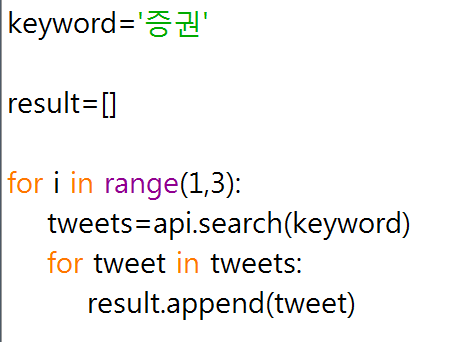 keyword='증권'
result=[]
for i in range(1,3):
tweets=api.search(keyword)
for tweet in tweets:
result.append(tweet)